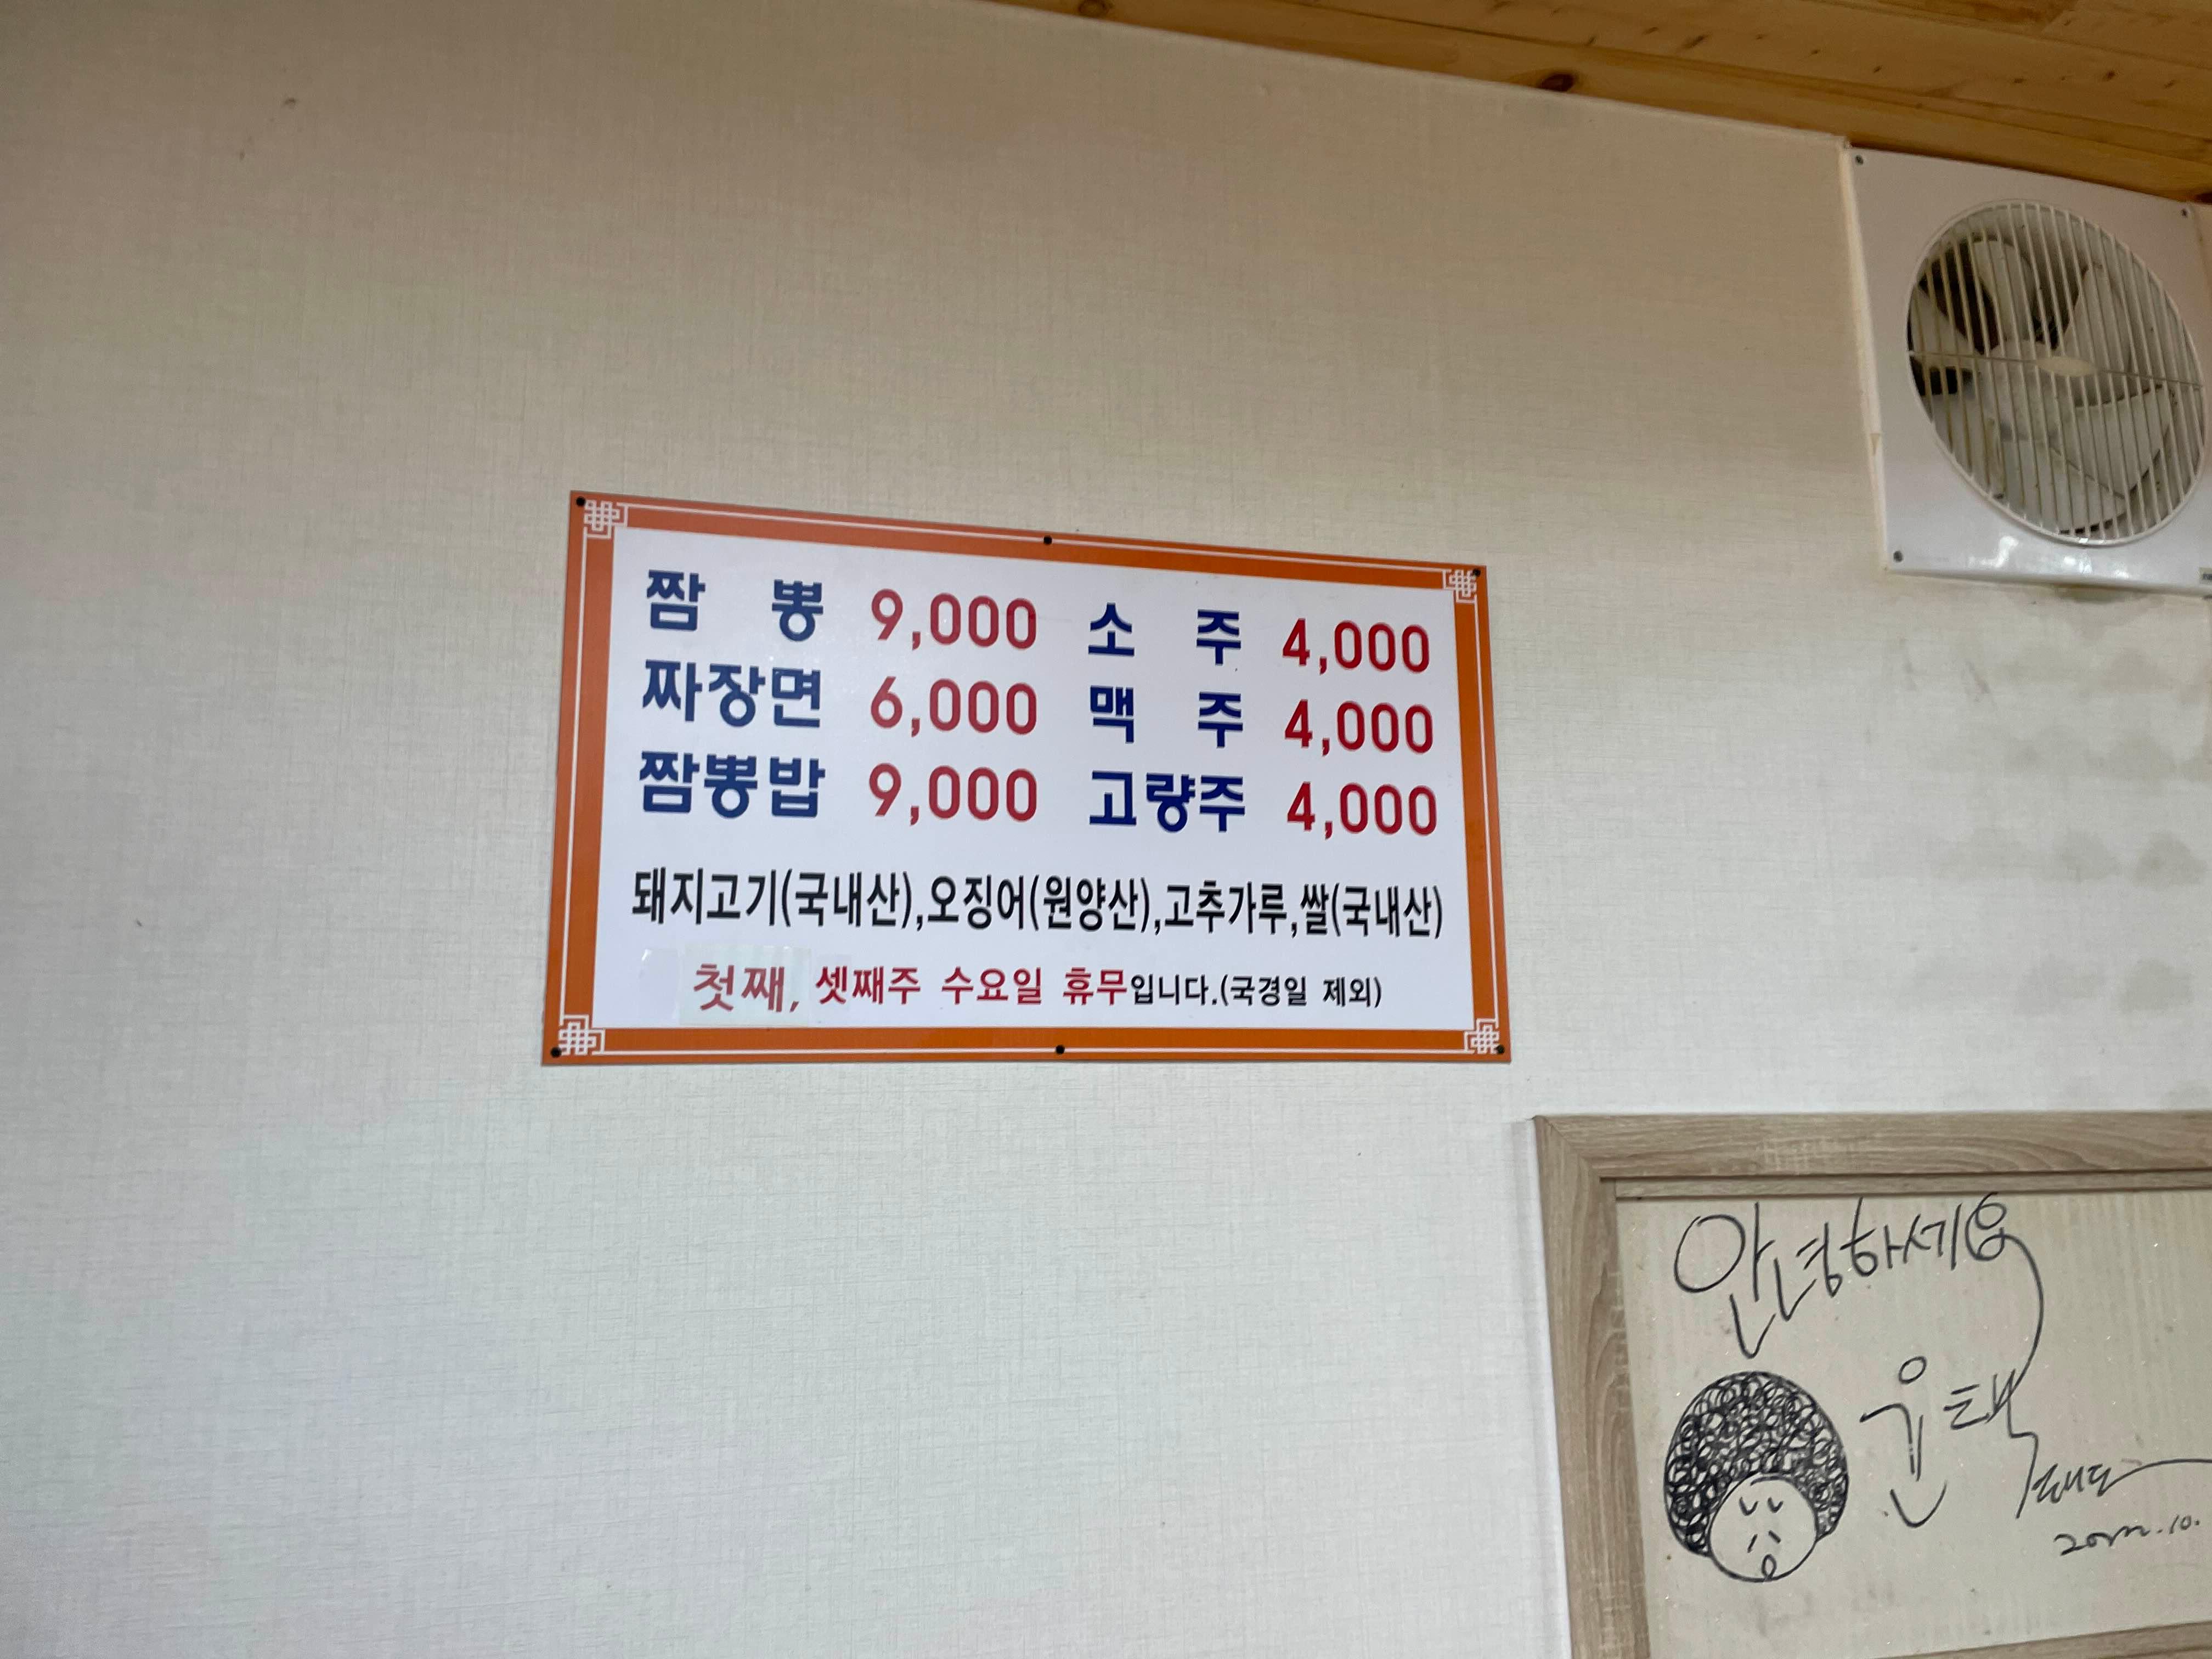 짬 뽕 9,000 소 주 4,000
짜장면 6,000 맥 주 4,000
짬뽕밥 9,000 고량주 4,000
돼지고기(국내산),오징어(원양산),고추가루,쌀(국내산)
첫째, 셋째주 수요일 휴무입니다.(국경일 제외)
안녕하세요
윤택